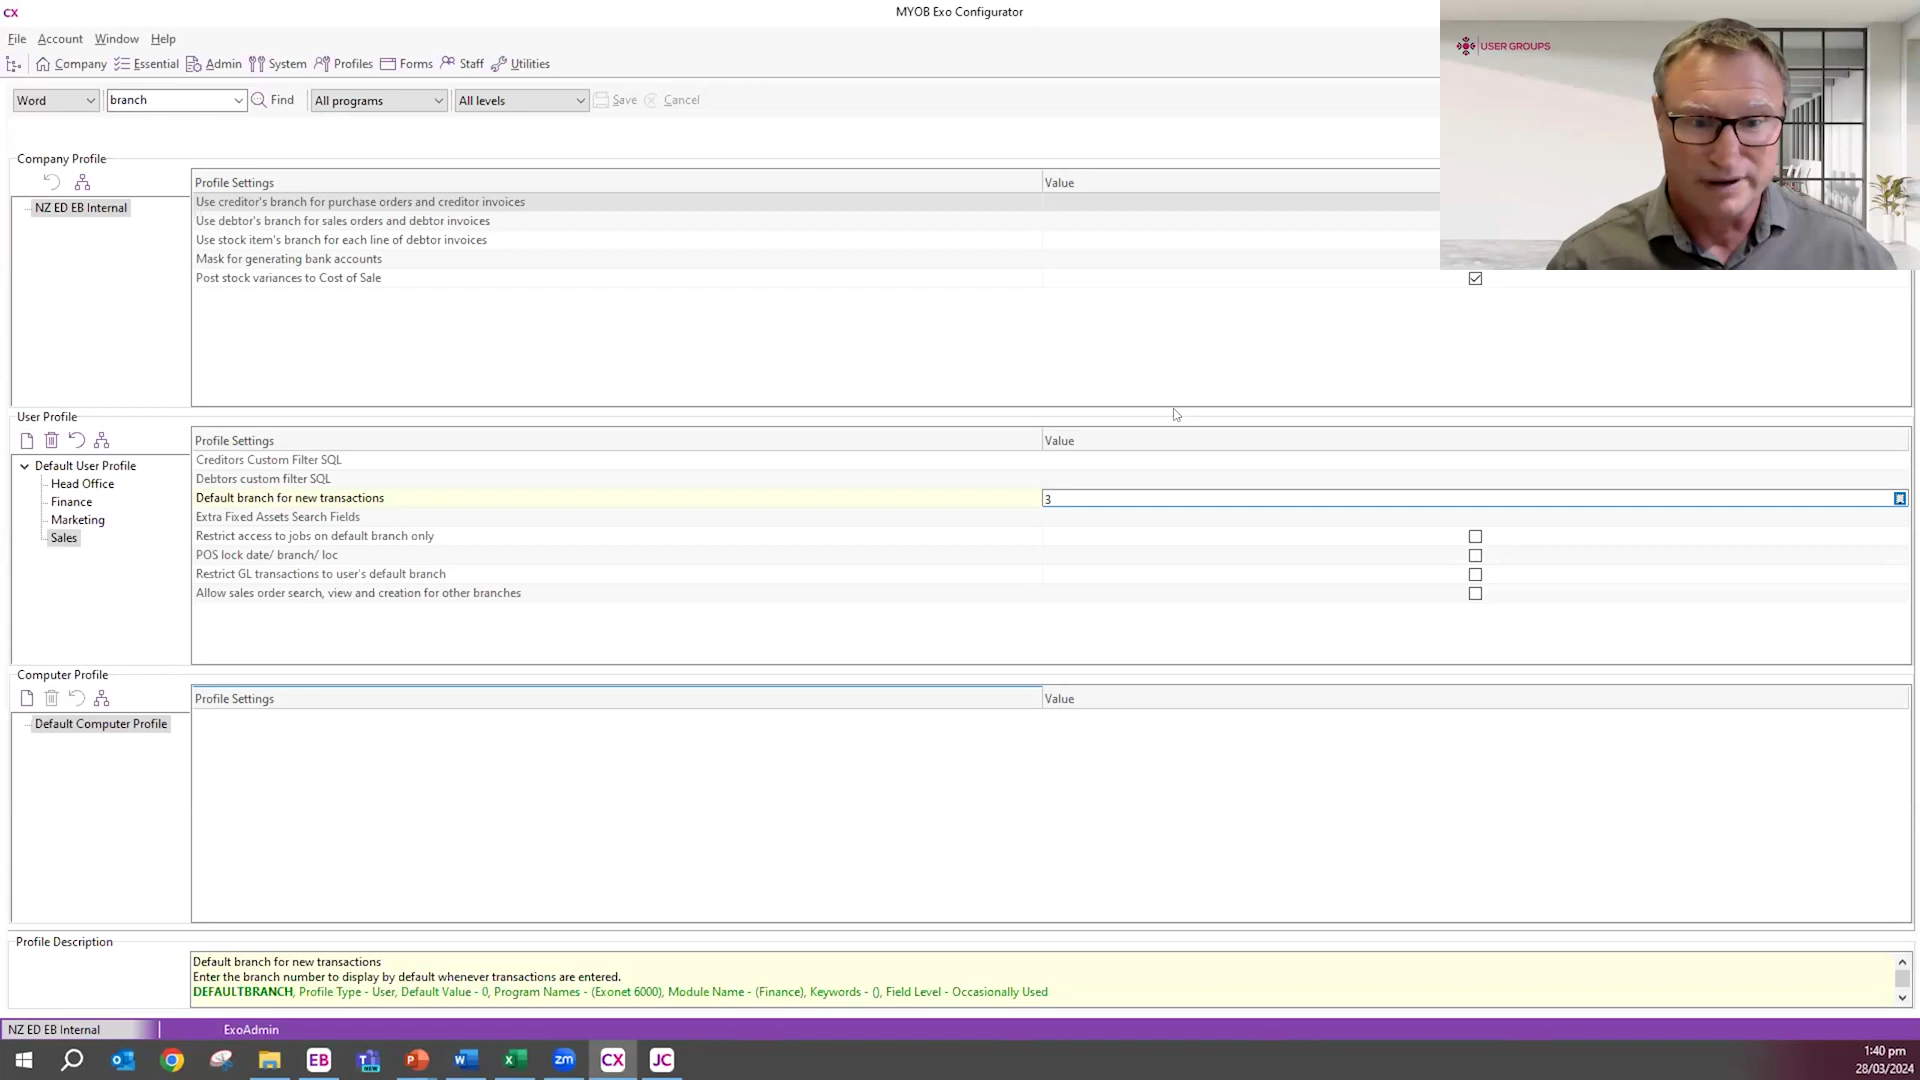 CX
MYOB Exo Configurator
File Account Window Help
Company Essential Admin System Profiles Forms Staff Utilities
Word branch Find All programs All levels Save Cancel
USER GROUPS
Company Profile
Profile Settings Value
NZ ED EB Internal
Use creditor's branch for purchase orders and creditor invoices
Use debtor's branch for sales orders and debtor invoices
Use stock item's branch for each line of debtor invoices
Mask for generating bank accounts
Post stock variances to Cost of Sale
User Profile
Profile Settings Value
Default User Profile
Head Office
Finance
Marketing
Sales
Creditors Custom Filter SQL
Debtors custom filter SQL
Default branch for new transactions 3
Extra Fixed Assets Search Fields
Restrict access to jobs on default branch only
POS lock date/ branch/ loc
Restrict GL transactions to user's default branch
Allow sales order search, view and creation for other branches
Computer Profile
Profile Settings Value
Default Computer Profile
Profile Description
Default branch for new transactions
Enter the branch number to display by default whenever transactions are entered.
DEFAULTBRANCH, Profile Type - User, Default Value - 0, Program Names - (Exonet 6000), Module Name - (Finance), Keywords - (), Field Level - Occasionally Used
NZ ED EB Internal ExoAdmin
EB T NEW P W X zm CX JC
1:40 pm
28/03/2024